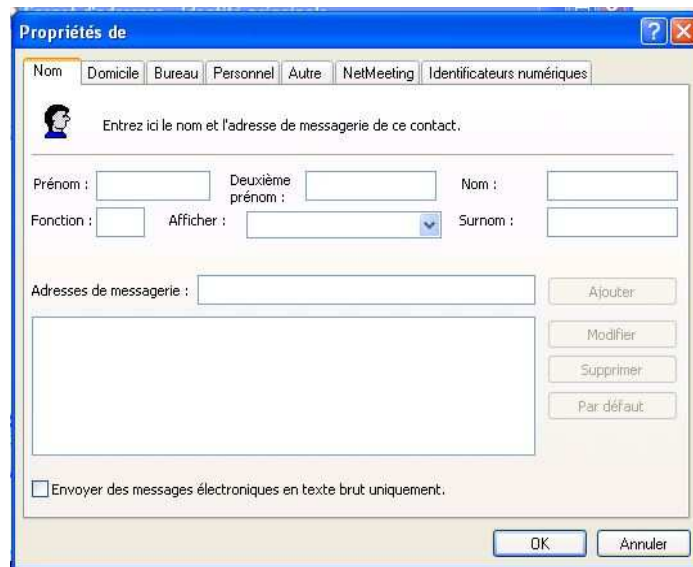 Propriétés de
Nom Domicile Bureau Personnel Autre NetMeeting Identificateurs numériques
Entrez ici le nom et l'adresse de messagerie de ce contact.
Prénom : Deuxième prénom : Nom :
Fonction : Afficher : Surnom :
Adresses de messagerie : Ajouter
Modifier
Supprimer
Par défaut
Envoyer des messages électroniques en texte brut uniquement.
OK Annuler